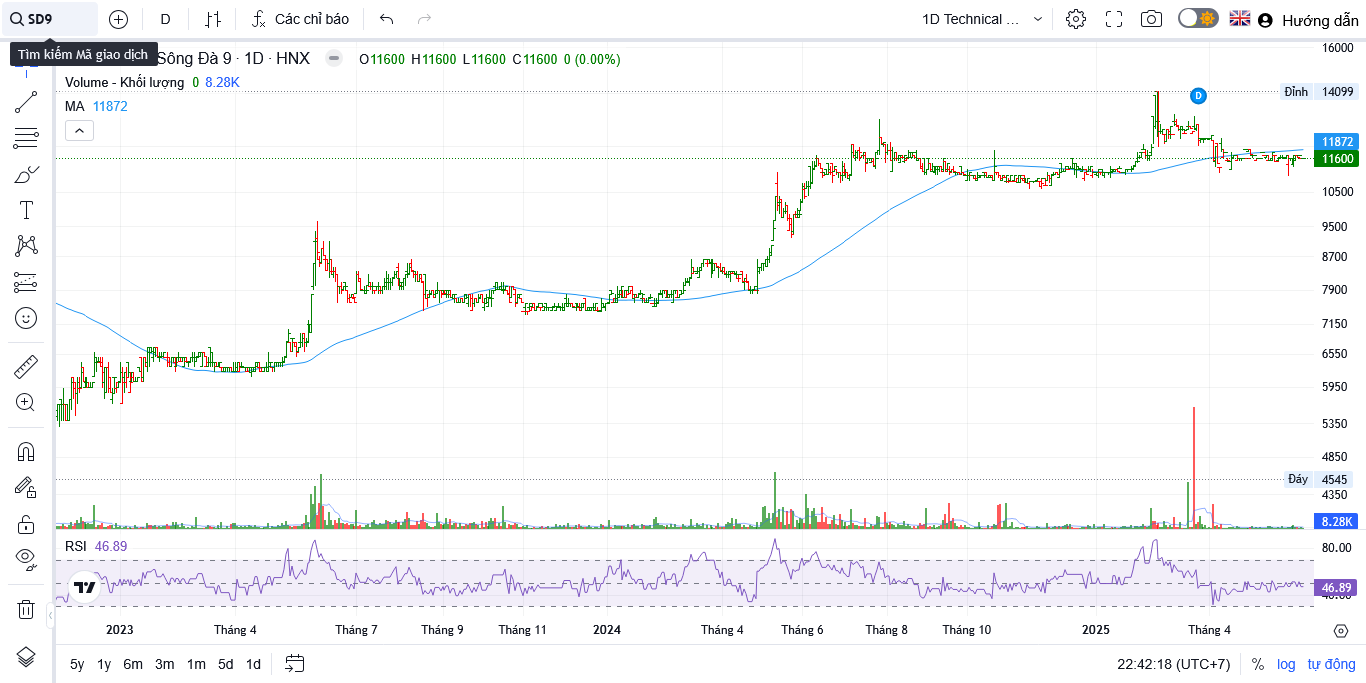 SD9
D
Các chỉ báo
1D Technical ...
Hướng dẫn
Tìm kiếm Mã giao dịch
Sông Đà 9 · 1D · HNX
O11600 H11600 L11600 C11600 0 (0.00%)
Volume - Khối lượng 0 8.28K
MA 11872
16000
Đỉnh 14099
D
11872
11600
10500
9500
8700
7900
7150
6550
5950
5350
4850
Đáy 4545
4350
8.28K
RSI 46.89
80.00
46.89
2023 Tháng 4 Tháng 7 Tháng 9 Tháng 11 2024 Tháng 4 Tháng 6 Tháng 8 Tháng 10 2025 Tháng 4
5y 1y 6m 3m 1m 5d 1d
22:42:18 (UTC+7) % log tự động